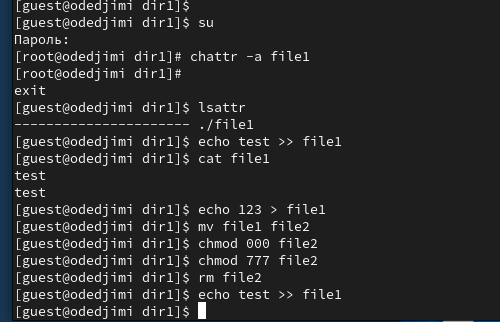 [guest@odedjimi dir1]$
[guest@odedjimi dir1]$ su
Пароль:
[root@odedjimi dir1]# chattr -a file1
[root@odedjimi dir1]#
exit
[guest@odedjimi dir1]$ lsattr
---------------------- ./file1
[guest@odedjimi dir1]$ echo test >> file1
[guest@odedjimi dir1]$ cat file1
test
test
[guest@odedjimi dir1]$ echo 123 > file1
[guest@odedjimi dir1]$ mv file1 file2
[guest@odedjimi dir1]$ chmod 000 file2
[guest@odedjimi dir1]$ chmod 777 file2
[guest@odedjimi dir1]$ rm file2
[guest@odedjimi dir1]$ echo test >> file1
[guest@odedjimi dir1]$